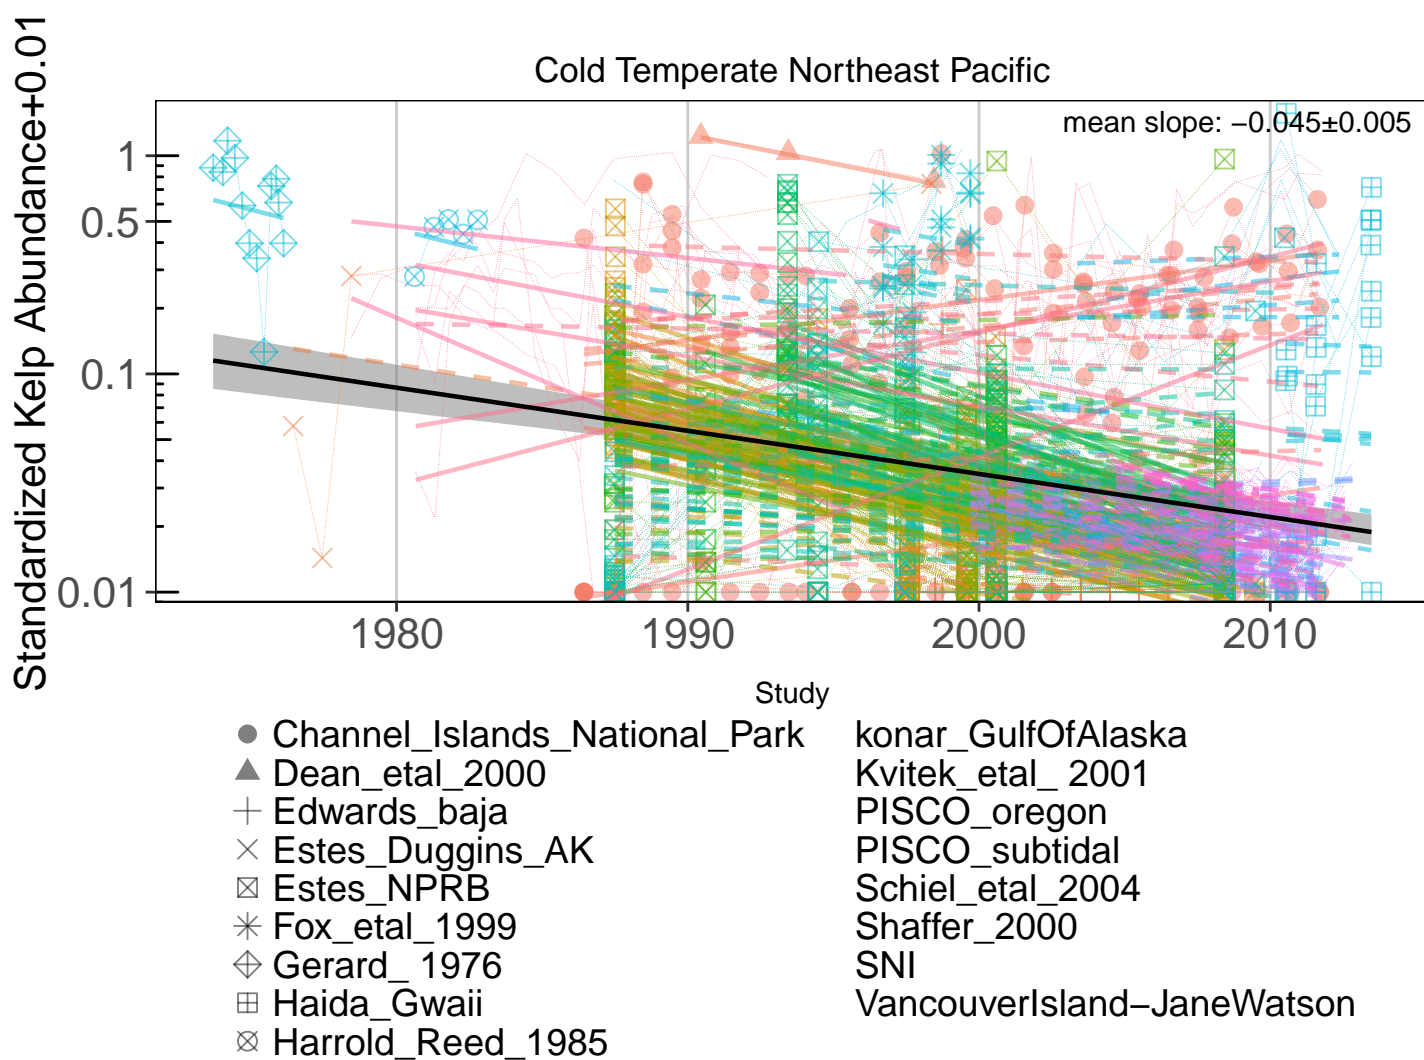 Cold Temperate Northeast Pacific
mean slope: −0.045±0.005
Standardized Kelp Abundance+0.01
1
0.5
0.1
0.01
1980 1990 2000 2010
Study
Channel_Islands_National_Park
Dean_etal_2000
Edwards_baja
Estes_Duggins_AK
Estes_NPRB
Fox_etal_1999
Gerard_ 1976
Haida_Gwaii
Harrold_Reed_1985
konar_GulfOfAlaska
Kvitek_etal_ 2001
PISCO_oregon
PISCO_subtidal
Schiel_etal_2004
Shaffer_2000
SNI
VancouverIsland−JaneWatson